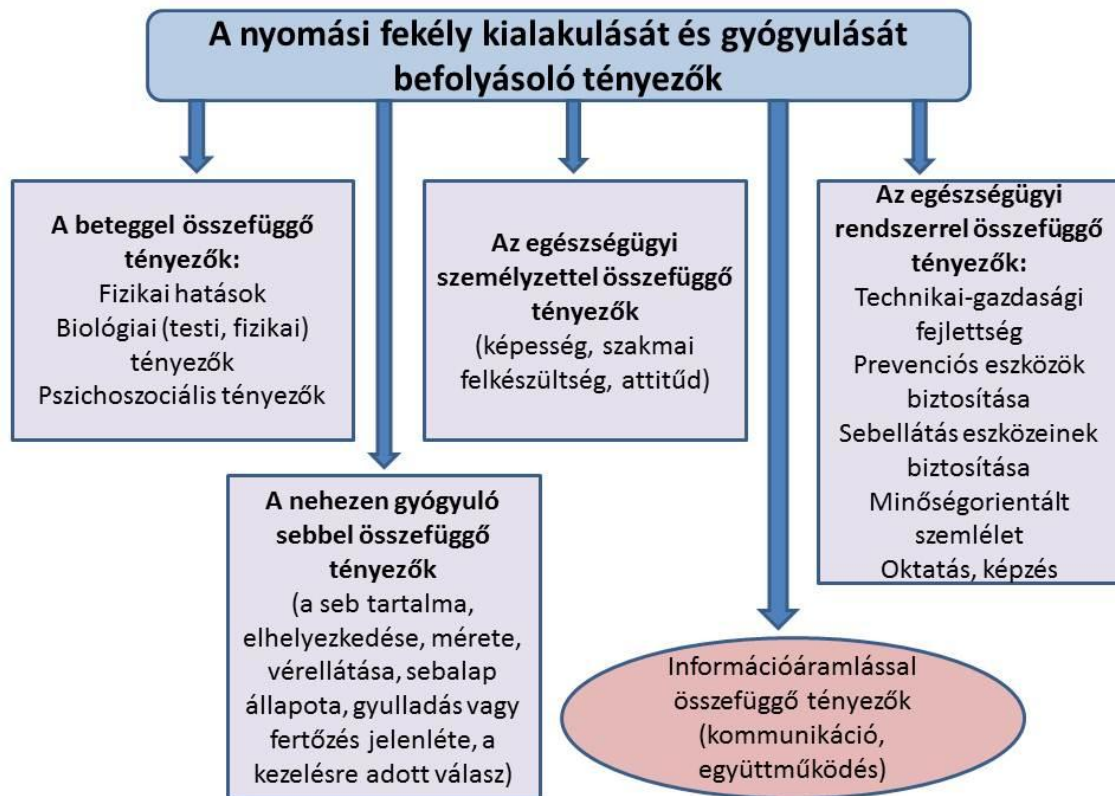 A nyomási fekély kialakulását és gyógyulását
befolyásoló tényezők
A beteggel összefüggő
tényezők:
Fizikai hatások
Biológiai (testi, fizikai)
tényezők
Pszichoszociális tényezők
Az egészségügyi
személyzettel összefüggő
tényezők
(képesség, szakmai
felkészültség, attitűd)
Az egészségügyi
rendszerrel összefüggő
tényezők:
Technikai-gazdasági
fejlettség
Prevenciós eszközök
biztosítása
Sebellátás eszközeinek
biztosítása
Minőségorientált
szemlélet
Oktatás, képzés
A nehezen gyógyuló
sebbel összefüggő
tényezők
(a seb tartalma,
elhelyezkedése, mérete,
vérellátása, sebalap
állapota, gyulladás vagy
fertőzés jelenléte, a
kezelésre adott válasz)
Információáramlással
összefüggő tényezők
(kommunikáció,
együttműködés)